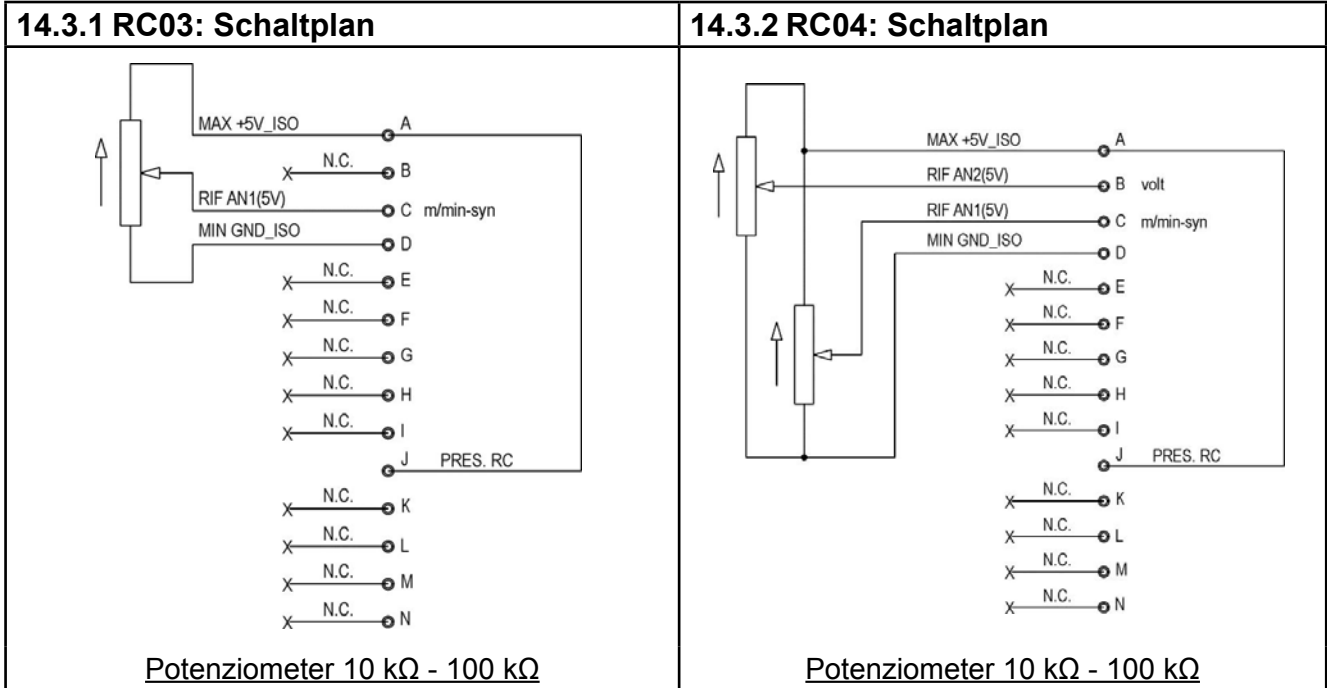 14.3.1 RC03: Schaltplan
MAX +5V_ISO A
N.C. B
RIF AN1(5V) C m/min-syn
MIN GND_ISO D
N.C. E
N.C. F
N.C. G
N.C. H
N.C. I
J PRES. RC
N.C. K
N.C. L
N.C. M
N.C. N
Potenziometer 10 kΩ - 100 kΩ
14.3.2 RC04: Schaltplan
MAX +5V_ISO A
RIF AN2(5V) B volt
RIF AN1(5V) C m/min-syn
MIN GND_ISO D
N.C. E
N.C. F
N.C. G
N.C. H
N.C. I
J PRES. RC
N.C. K
N.C. L
N.C. M
N.C. N
Potenziometer 10 kΩ - 100 kΩ